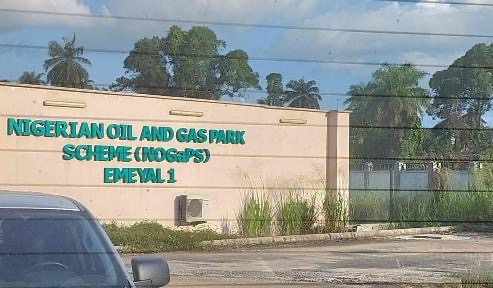 NIGERIAN OIL AND GAS PARK
SCHEME (NOGaPS)
EMEYAL 1